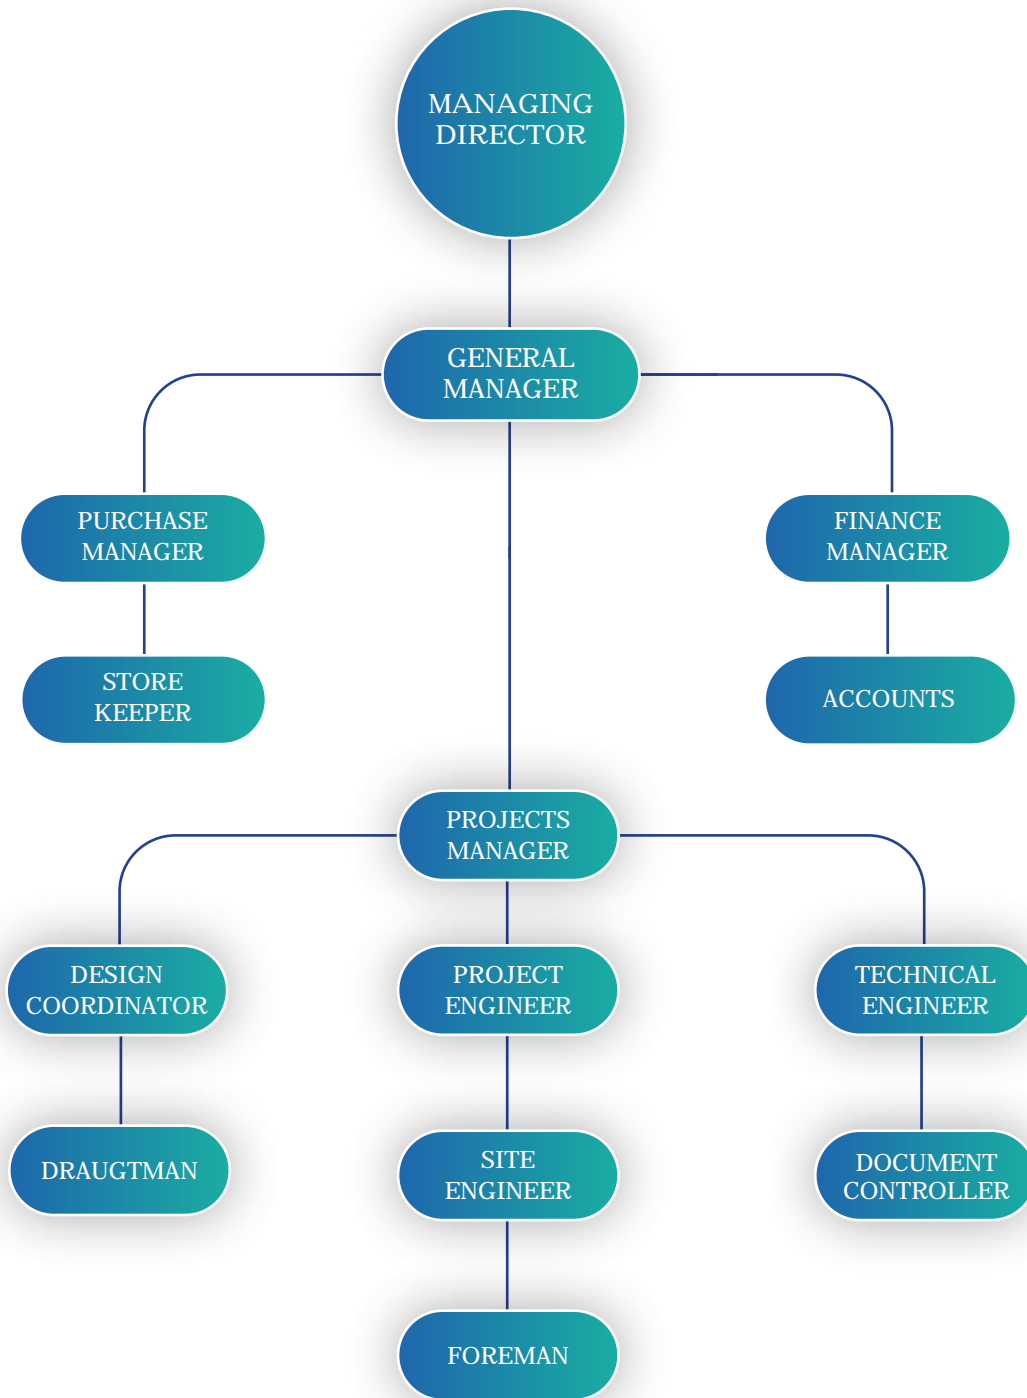 MANAGING
DIRECTOR
GENERAL
MANAGER
PURCHASE
MANAGER
FINANCE
MANAGER
STORE
KEEPER
ACCOUNTS
PROJECTS
MANAGER
DESIGN
COORDINATOR
PROJECT
ENGINEER
TECHNICAL
ENGINEER
DRAUGTMAN
SITE
ENGINEER
DOCUMENT
CONTROLLER
FOREMAN